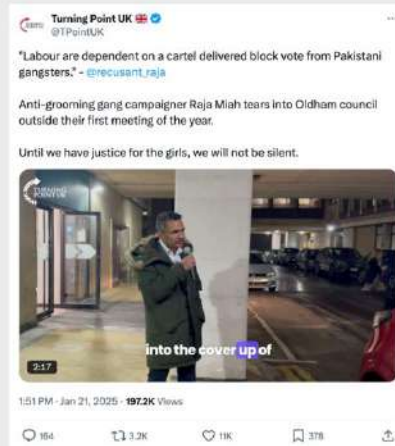 Turning Point UK
@TPointUK
"Labour are dependent on a cartel delivered block vote from Pakistani
gangsters." - @recusant_raja
Anti-grooming gang campaigner Raja Miah tears into Oldham council
outside their first meeting of the year.
Until we have justice for the girls, we will not be silent.
TURNING
POINT UK
into the cover up of
2:17
1:51 PM · Jan 21, 2025 · 197.2K Views
164 3.2K 11K 378